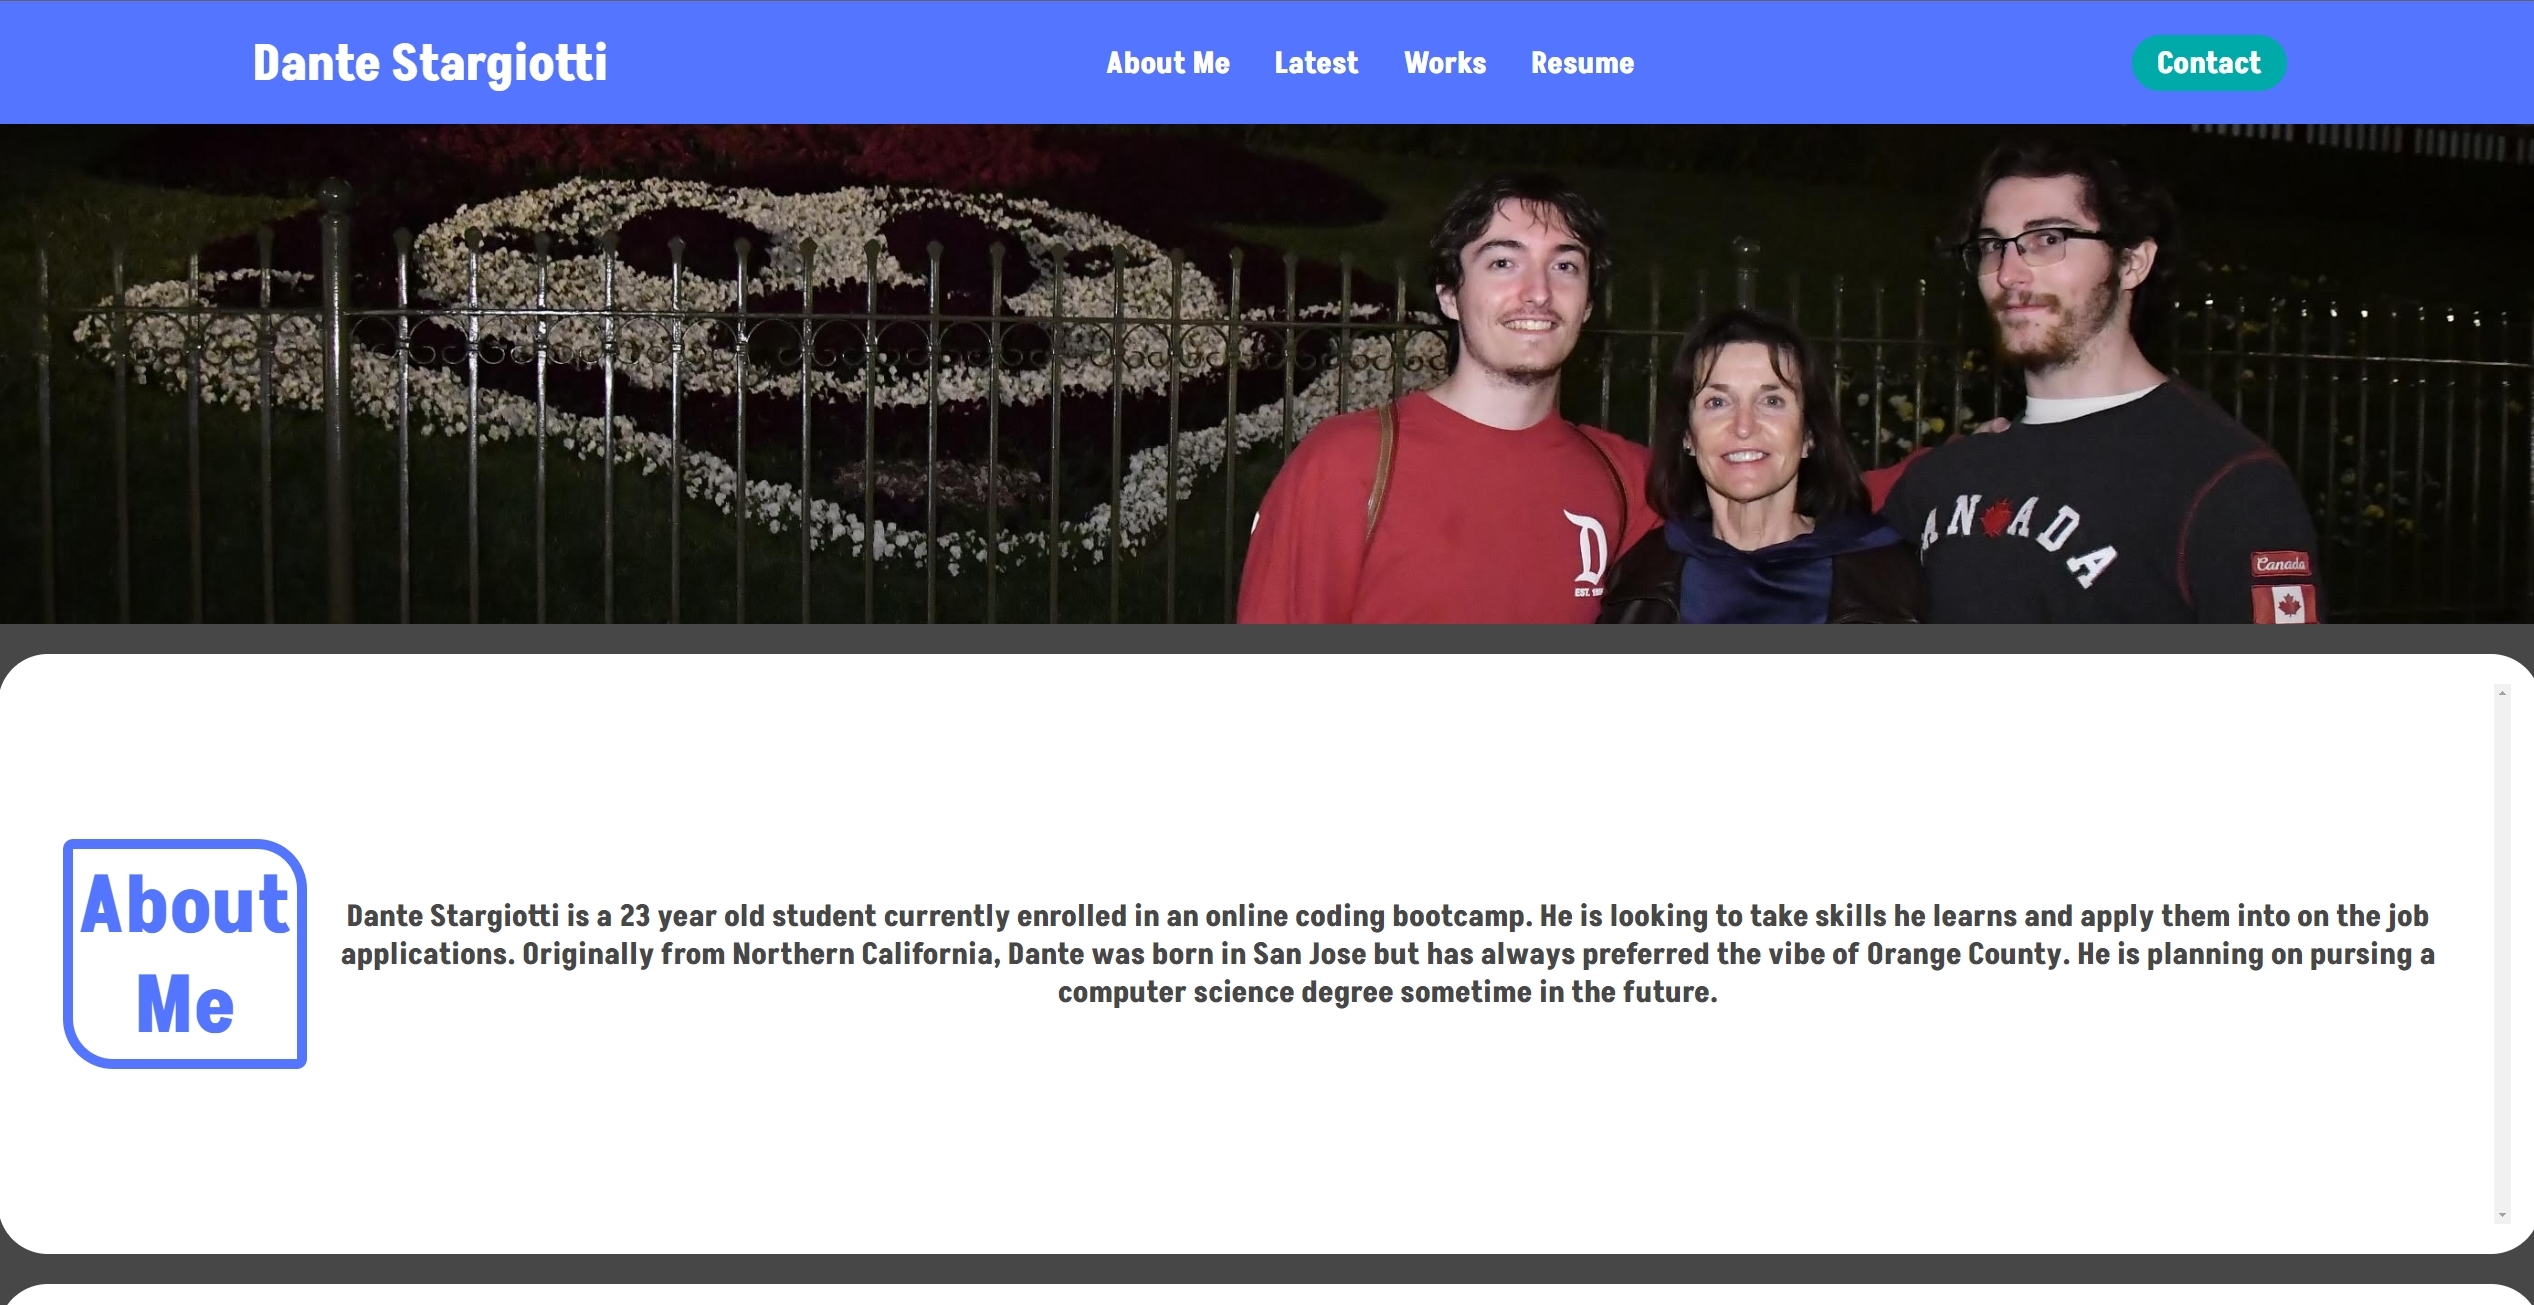 Dante Stargiotti
About Me
Latest
Works
Resume
Contact
D
EST.
ANADA
Canada
About
Me
Dante Stargiotti is a 23 year old student currently enrolled in an online coding bootcamp. He is looking to take skills he learns and apply them into on the job
applications. Originally from Northern California, Dante was born in San Jose but has always preferred the vibe of Orange County. He is planning on pursing a
computer science degree sometime in the future.